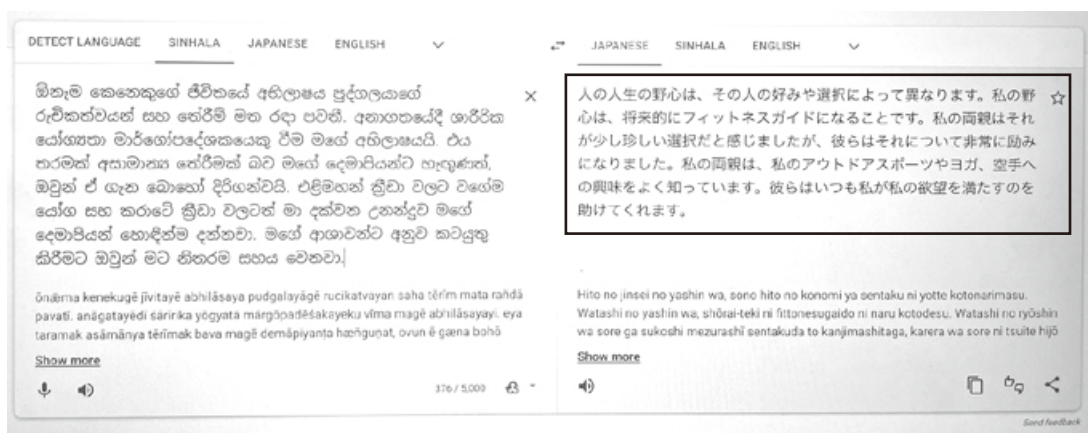 DETECT LANGUAGE SINHALA JAPANESE ENGLISH
JAPANESE SINHALA ENGLISH
ඕනෑම කෙනෙකුගේ ජීවිතයේ අභිලාෂය පුද්ගලයාගේ
රුචිකත්වයන් සහ තේරීම් මත රඳා පවතී. අනාගතයේදී ශාරීරික
යෝග්‍යතා මාර්ගෝපදේශකයෙකු වීම මගේ අභිලාෂයයි. එය
තරමක් අසාමාන්‍ය තේරීමක් බව මගේ දෙමාපියන්ට හැඟුණත්,
ඔවුන් ඒ ගැන බොහෝ දිරිගන්වයි. එළිමහන් ක්‍රීඩා වලට වගේම
යෝග සහ කරාටේ ක්‍රීඩා වලටත් මා දක්වන උනන්දුව මගේ
දෙමාපියන් හොඳින්ම දන්නවා. මගේ ආශාවන්ට අනුව කටයුතු
කිරීමට ඔවුන් මට නිතරම සහය වෙනවා.
ōnǣma kenekugē jīvitayē abhilāṣaya pudgalayāgē rucikatvayan saha tērīm mata ran̆dā
pavatī. anāgatayēdī śārīrika yōgyatā mārgōpadēśakayeku vīma magē abhilāṣayayi. eya
taramak asāmānya tērīmak bava magē demāpiyanṭa hæn̆guṇat, ovun ē gæna bohō
Show more
376 / 5,000
人の人生の野心は、その人の好みや選択によって異なります。私の野
心は、将来的にフィットネスガイドになることです。私の両親はそれ
が少し珍しい選択だと感じましたが、彼らはそれについて非常に励み
になりました。私の両親は、私のアウトドアスポーツやヨガ、空手へ
の興味をよく知っています。彼らはいつも私が私の欲望を満たすのを
助けてくれます。
Hito no jinsei no yashin wa, sono hito no konomi ya sentaku ni yotte kotonarimasu.
Watashi no yashin wa, shōrai-teki ni fittonesugaido ni naru kotodesu. Watashi no ryōshin
wa sore ga sukoshi mezurashī sentakuda to kanjimashitaga, karera wa sore ni tsuite hijō
Show more
Send feedback